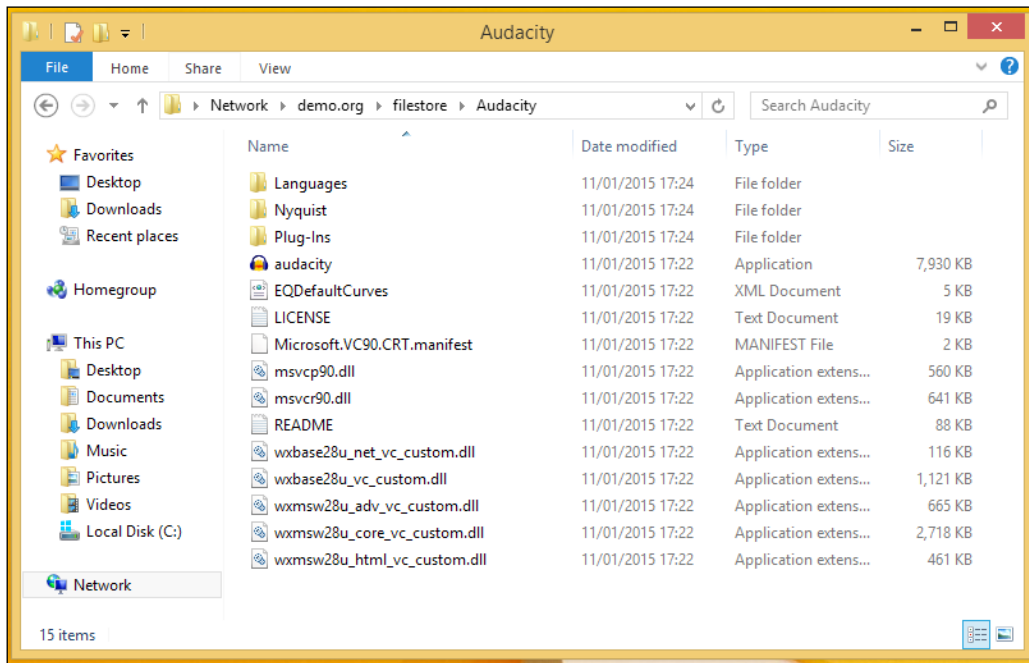 Audacity
File Home Share View
Network demo.org filestore Audacity Search Audacity
Name Date modified Type Size
Favorites
Desktop
Downloads
Recent places
Homegroup
This PC
Desktop
Documents
Downloads
Music
Pictures
Videos
Local Disk (C:)
Network
Languages 11/01/2015 17:24 File folder
Nyquist 11/01/2015 17:24 File folder
Plug-Ins 11/01/2015 17:24 File folder
audacity 11/01/2015 17:22 Application 7,930 KB
EQDefaultCurves 11/01/2015 17:22 XML Document 5 KB
LICENSE 11/01/2015 17:22 Text Document 19 KB
Microsoft.VC90.CRT.manifest 11/01/2015 17:22 MANIFEST File 2 KB
msvcp90.dll 11/01/2015 17:22 Application extens... 560 KB
msvcr90.dll 11/01/2015 17:22 Application extens... 641 KB
README 11/01/2015 17:22 Text Document 88 KB
wxbase28u_net_vc_custom.dll 11/01/2015 17:22 Application extens... 116 KB
wxbase28u_vc_custom.dll 11/01/2015 17:22 Application extens... 1,121 KB
wxmsw28u_adv_vc_custom.dll 11/01/2015 17:22 Application extens... 665 KB
wxmsw28u_core_vc_custom.dll 11/01/2015 17:22 Application extens... 2,718 KB
wxmsw28u_html_vc_custom.dll 11/01/2015 17:22 Application extens... 461 KB
15 items